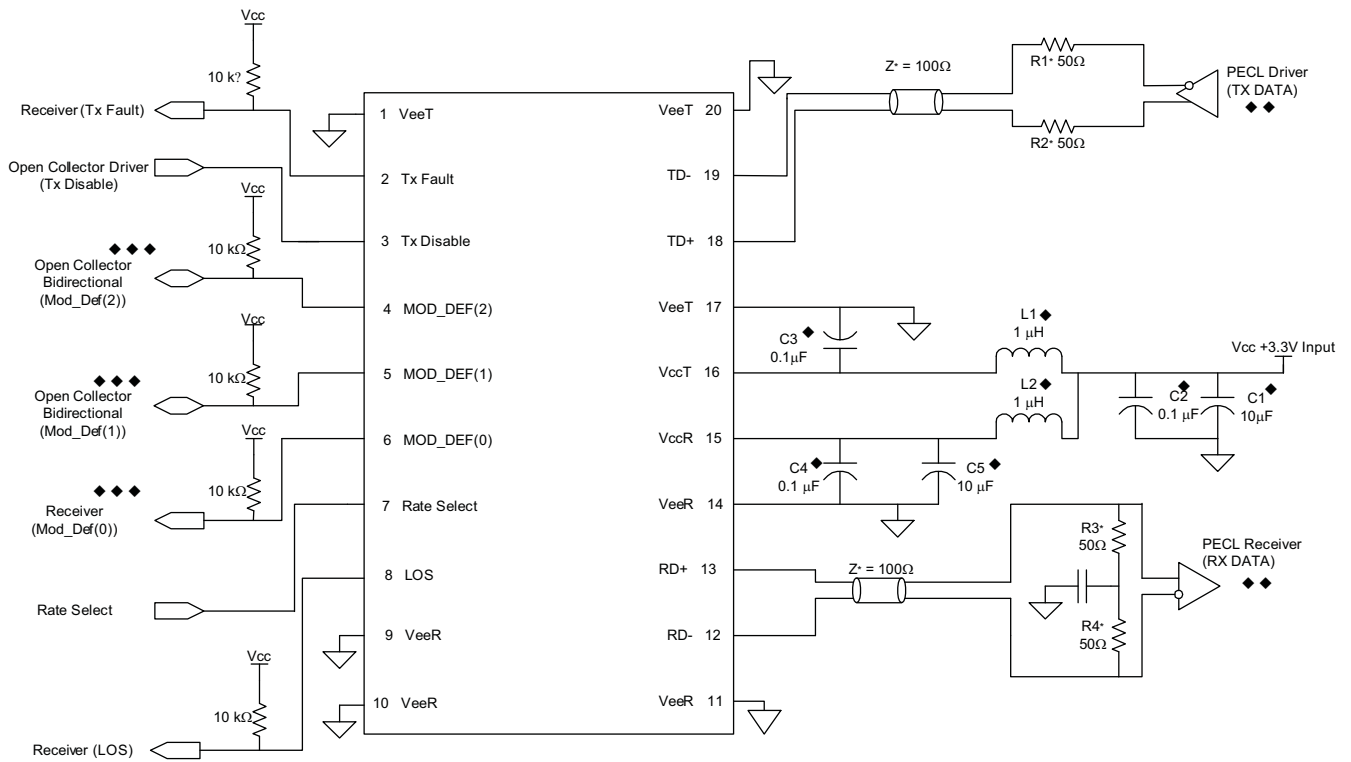 Vcc
10 k?
Receiver (Tx Fault)
Open Collector Driver
(Tx Disable)
Vcc
10 kΩ
◆ ◆ ◆
Open Collector
Bidirectional
(Mod_Def(2))
Vcc
10 kΩ
◆ ◆ ◆
Open Collector
Bidirectional
(Mod_Def(1))
Vcc
10 kΩ
◆ ◆ ◆
Receiver
(Mod_Def(0))
Rate Select
Vcc
10 kΩ
Receiver (LOS)
1 VeeT
2 Tx Fault
3 Tx Disable
4 MOD_DEF(2)
5 MOD_DEF(1)
6 MOD_DEF(0)
7 Rate Select
8 LOS
9 VeeR
10 VeeR
VeeT 20
TD- 19
TD+ 18
VeeT 17
VccT 16
VccR 15
VeeR 14
RD+ 13
RD- 12
VeeR 11
Z* = 100Ω
R1* 50Ω
R2* 50Ω
PECL Driver
(TX DATA)
◆ ◆
C3◆
0.1μF
L1◆
1 μH
L2◆
1 μH
Vcc +3.3V Input
C2◆
0.1 μF
C1◆
10μF
C4◆
0.1 μF
C5◆
10 μF
Z* = 100Ω
R3*
50Ω
R4*
50Ω
PECL Receiver
(RX DATA)
◆ ◆